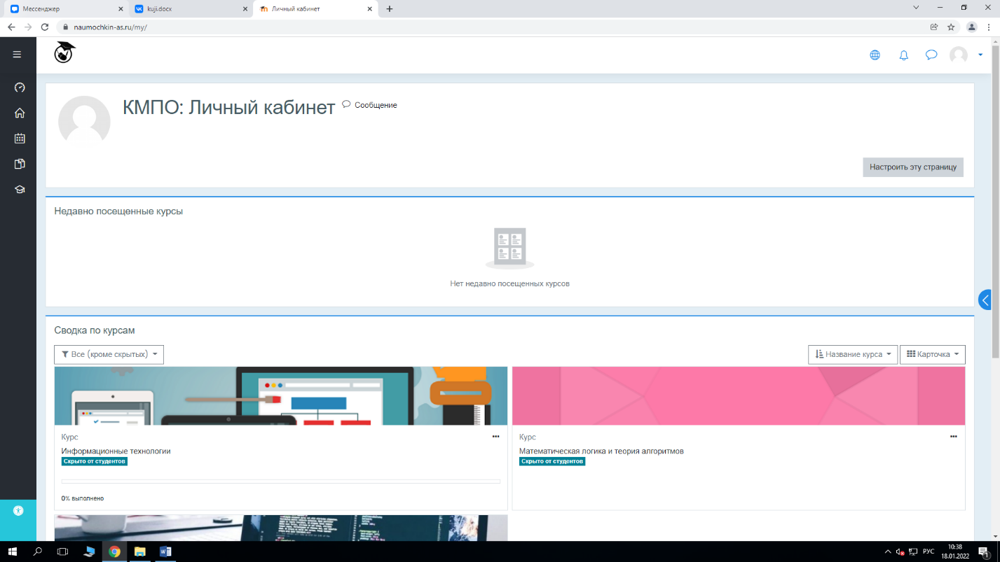 Мессенджер
kuji.docx
Личный кабинет
naumochkin-as.ru/my/
КМПО: Личный кабинет
Сообщение
Настроить эту страницу
Недавно посещенные курсы
Нет недавно посещенных курсов
Сводка по курсам
Все (кроме скрытых)
Название курса
Карточка
Курс
Информационные технологии
Скрыто от студентов
0% выполнено
Курс
Математическая логика и теория алгоритмов
Скрыто от студентов
РУС
10:38
18.01.2022
1